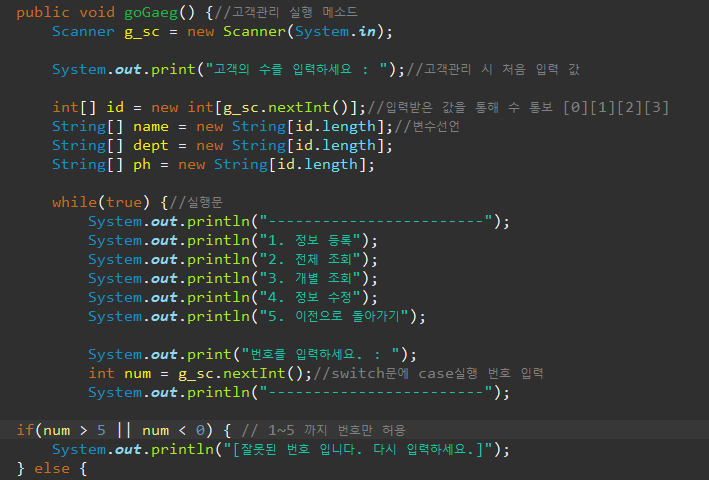 public void goGaeg() {//고객관리 실행 메소드
Scanner g_sc = new Scanner(System.in);
System.out.print("고객의 수를 입력하세요 : ");//고객관리 시 처음 입력 값
int[] id = new int[g_sc.nextInt()];//입력받은 값을 통해 수 통보 [0][1][2][3]
String[] name = new String[id.length];//변수선언
String[] dept = new String[id.length];
String[] ph = new String[id.length];
while(true) {//실행문
System.out.println("------------------------");
System.out.println("1. 정보 등록");
System.out.println("2. 전체 조회");
System.out.println("3. 개별 조회");
System.out.println("4. 정보 수정");
System.out.println("5. 이전으로 돌아가기");
System.out.print("번호를 입력하세요. : ");
int num = g_sc.nextInt();//switch문에 case실행 번호 입력
System.out.println("------------------------");
if(num > 5 || num < 0) { // 1~5 까지 번호만 허용
System.out.println("[잘못된 번호 입니다. 다시 입력하세요.]");
} else {